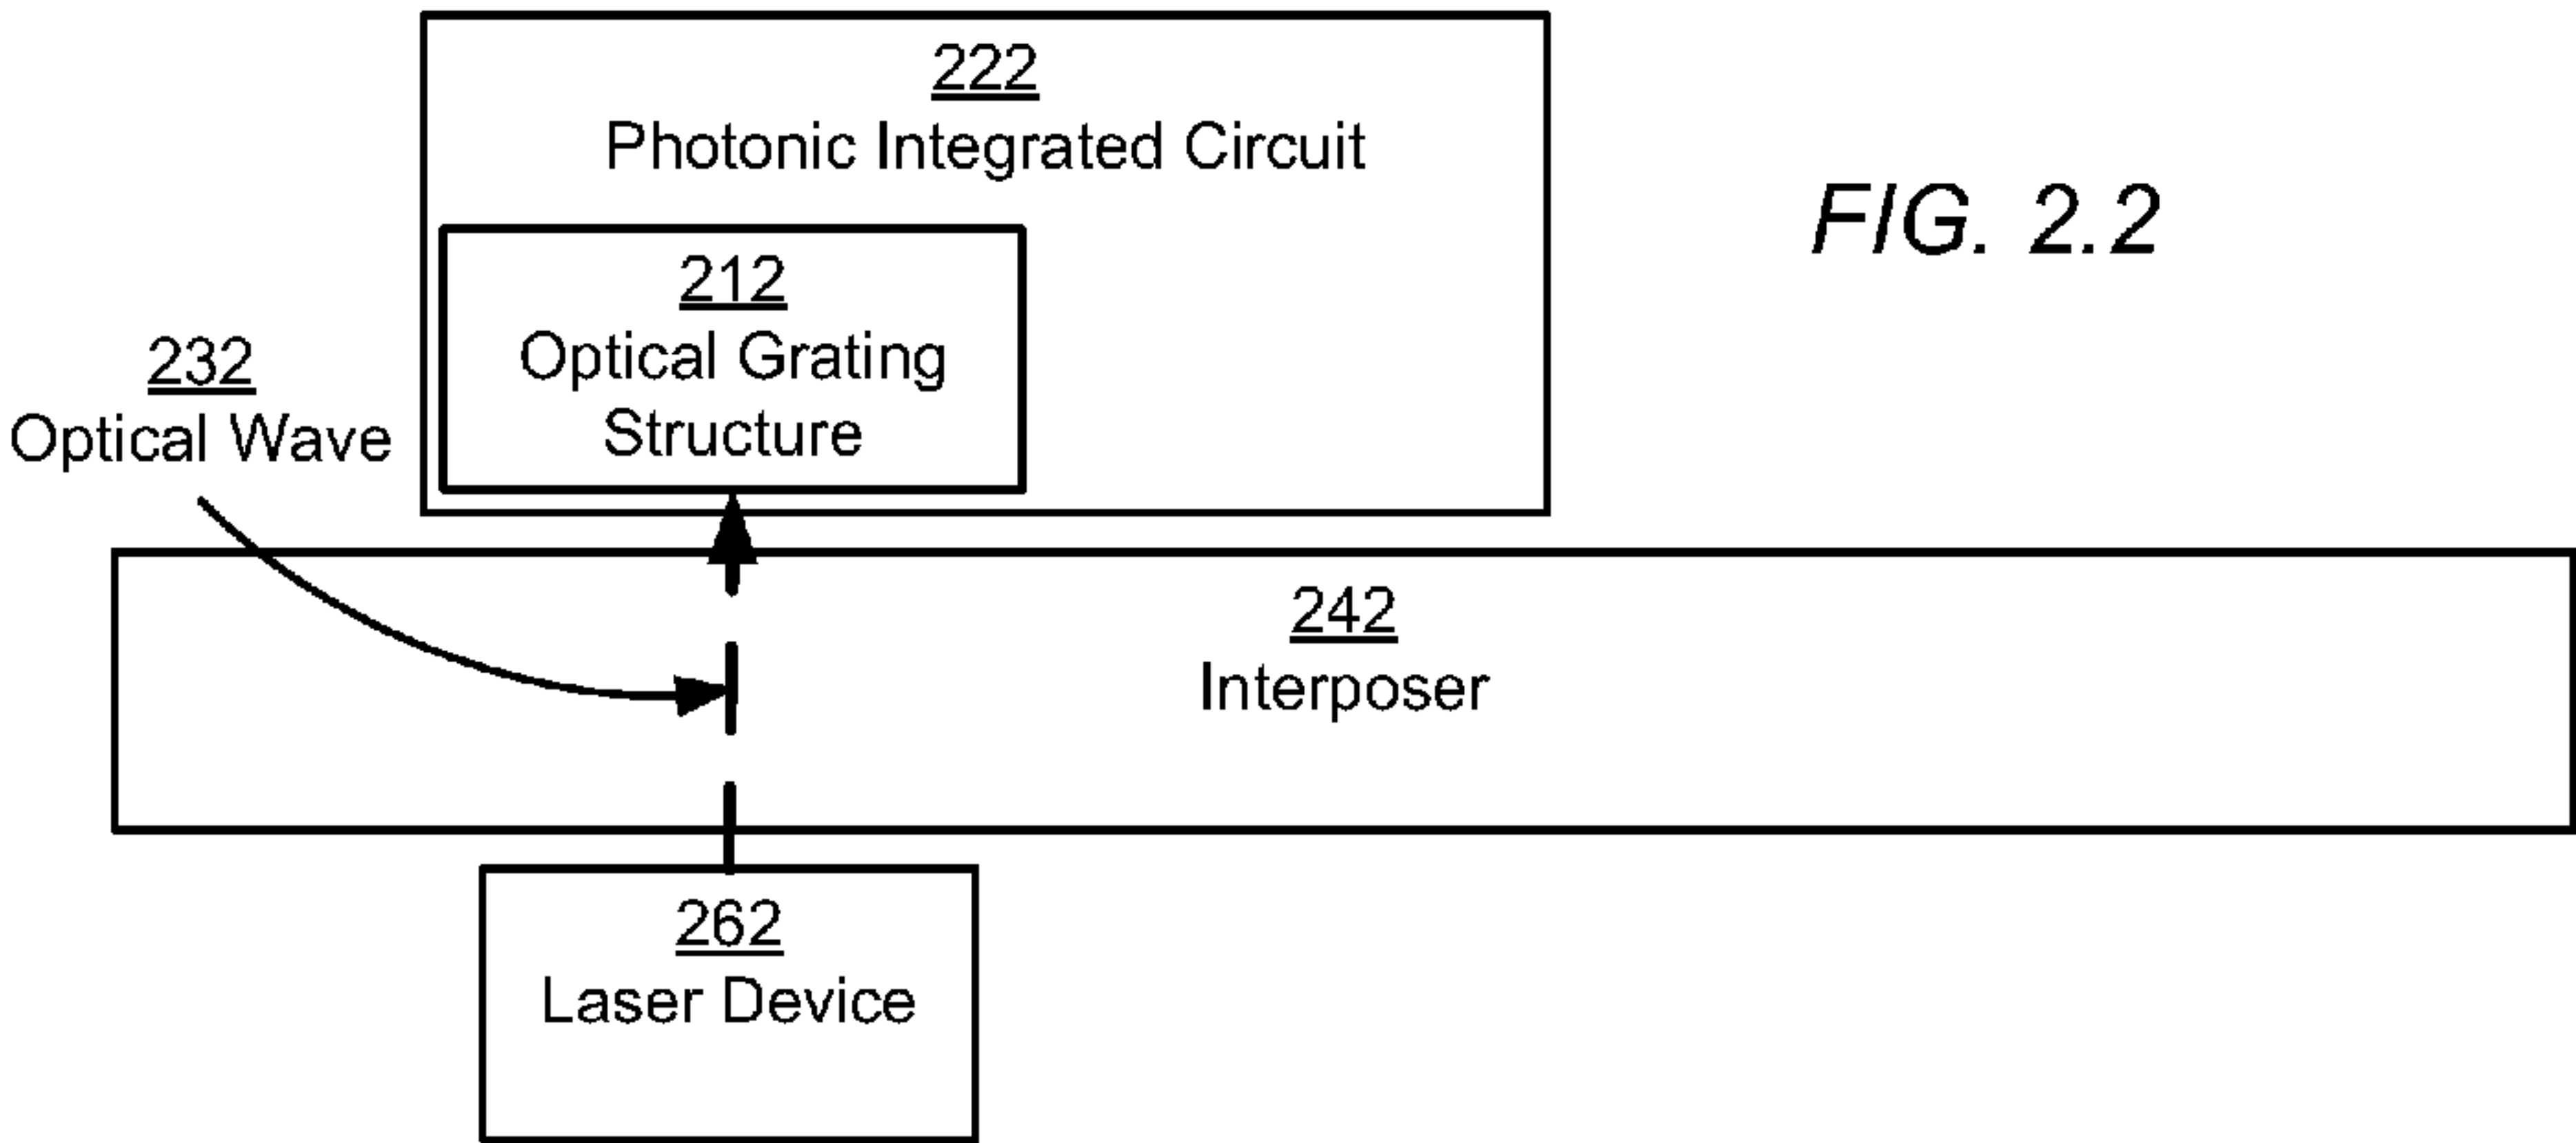 222
Photonic Integrated Circuit
FIG. 2.2
212
Optical Grating
Structure
232
Optical Wave
242
Interposer
262
Laser Device